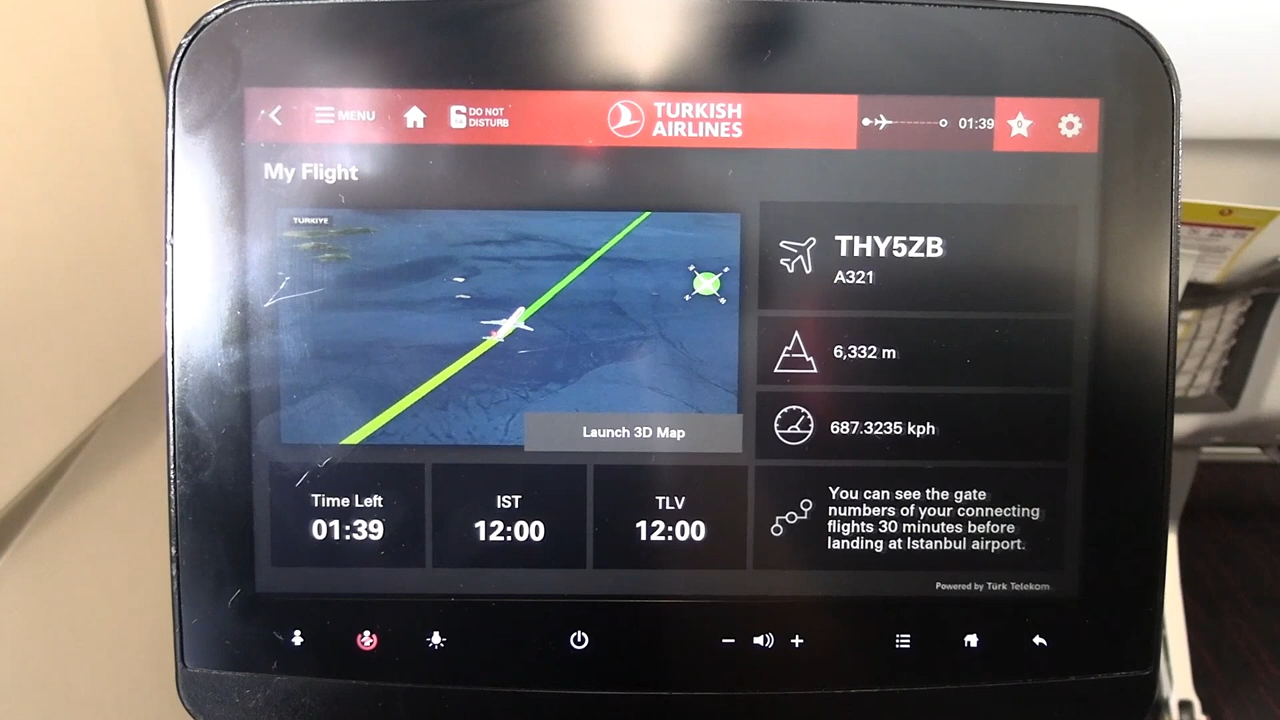 MENU
DO NOT
DISTURB
TURKISH
AIRLINES
01:39
0
My Flight
TURKIYE
Launch 3D Map
THY5ZB
A321
6,332 m
687.3235 kph
Time Left
01:39
IST
12:00
TLV
12:00
You can see the gate
numbers of your connecting
flights 30 minutes before
landing at Istanbul airport.
Powered by Türk Telekom